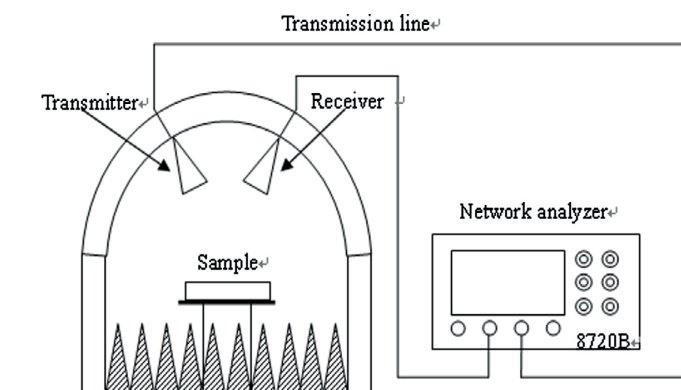 Transmission line
Transmitter
Receiver
Network analyzer
Sample
8720B